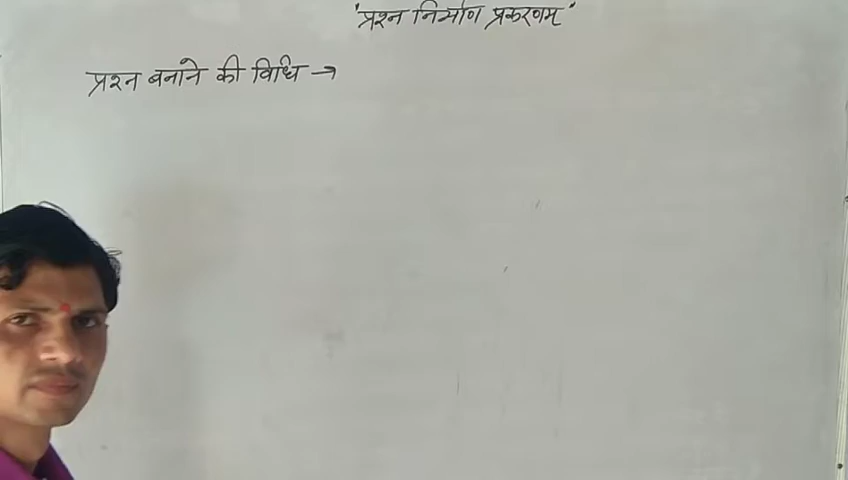 'प्रश्न निर्माण प्रकरणम्'
प्रश्न बनाने की विधि →